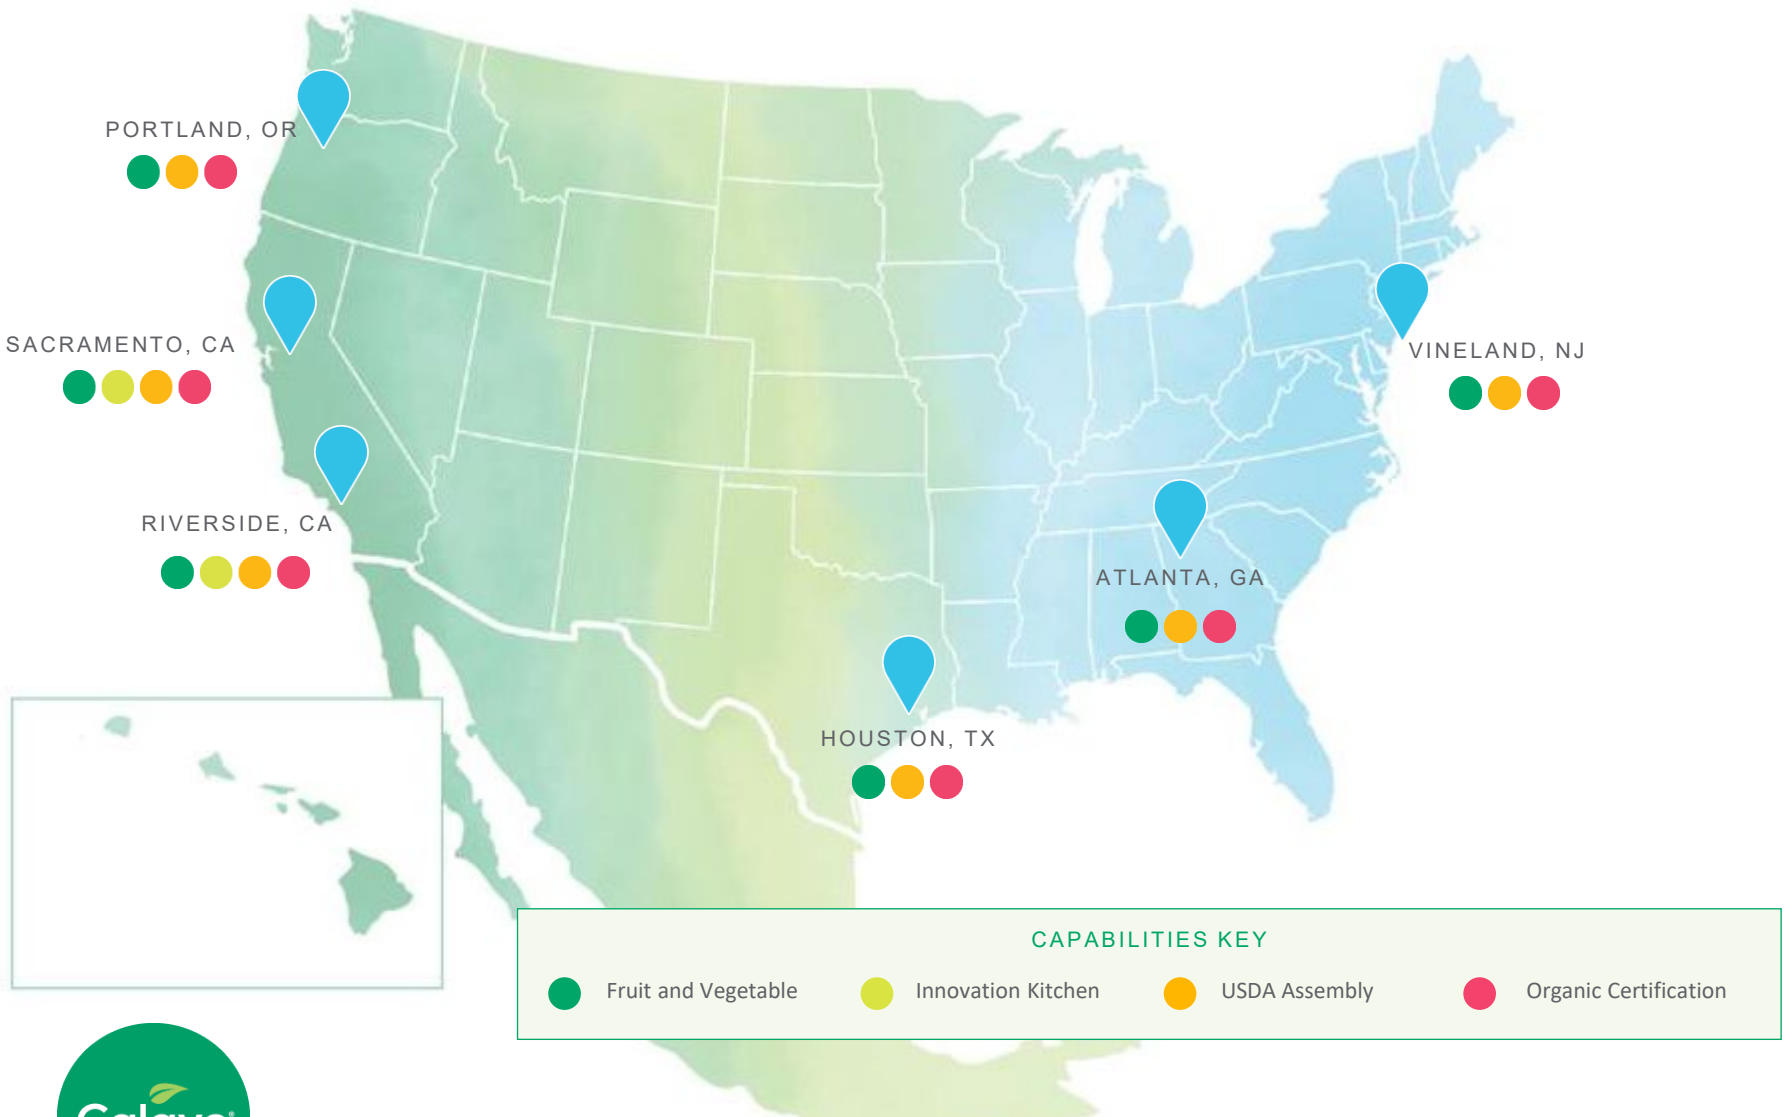 PORTLAND, OR
SACRAMENTO, CA
VINELAND, NJ
RIVERSIDE, CA
ATLANTA, GA
HOUSTON, TX
CAPABILITIES KEY
Fruit and Vegetable
Innovation Kitchen
USDA Assembly
Organic Certification
Calavo